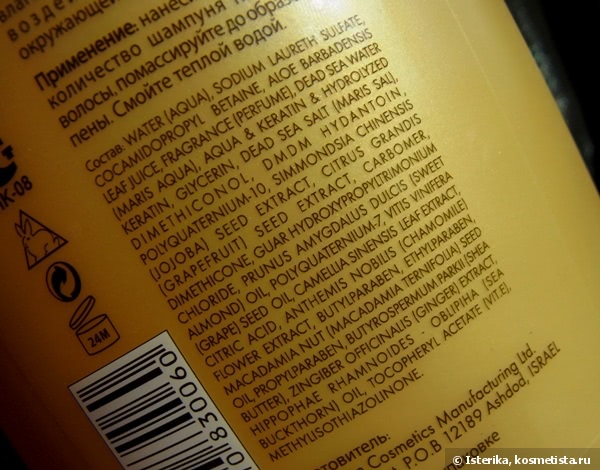 Применение: нанеси
количество шампуня
волосы, помассируйте до образо
пены. Смойте теплой водой.
Состав: WATER (AQUA), SODIUM LAURETH SULFATE,
COCAMIDOPROPYL BETAINE, ALOE BARBADENSIS
LEAF JUICE, FRAGRANCE (PERFUME), DEAD SEA WATER
(MARIS AQUA), AQUA & KERATIN & HYDROLYZED
KERATIN, GLYCERIN, DEAD SEA SALT (MARIS SAL),
DIMETHICONOL, DMDM HYDANTOIN,
POLYQUATERNIUM-10, SIMMONDSIA CHINENSIS
(JOJOBA) SEED EXTRACT, CITRUS GRANDIS
(GRAPEFRUIT) SEED EXTRACT, CARBOMER,
DIMETHICONE, GUAR HYDROXYPROPYLTRIMONIUM
CHLORIDE, PRUNUS AMYGDALUS DULCIS (SWEET
ALMOND) OIL, POLYQUATERNIUM-7, VITIS VINIFERA
(GRAPE) SEED OIL, CAMELLIA SINENSIS LEAF EXTRACT,
CITRIC ACID, ANTHEMIS NOBILIS (CHAMOMILE)
FLOWER EXTRACT, BUTYLPARABEN, ETHYLPARABEN,
MACADAMIA NUT (MACADAMIA TERNIFOLIA) SEED
OIL, PROPYLPARABEN, BUTYROSPERMUM PARKII (SHEA
BUTTER), ZINGIBER OFFICINALIS (GINGER) EXTRACT,
HIPPOPHAE RHAMNOIDES - OBLIPIHA (SEA
BUCKTHORN) OIL, TOCOPHERYL ACETATE (VIT.E),
METHYLISOTHIAZOLINONE.
отовитель:
Cosmetics Manufacturing Ltd.
P.O.B 12189 Ashdod, ISRAEL
IK-08
24M
830060
© Isterika, kosmetista.ru